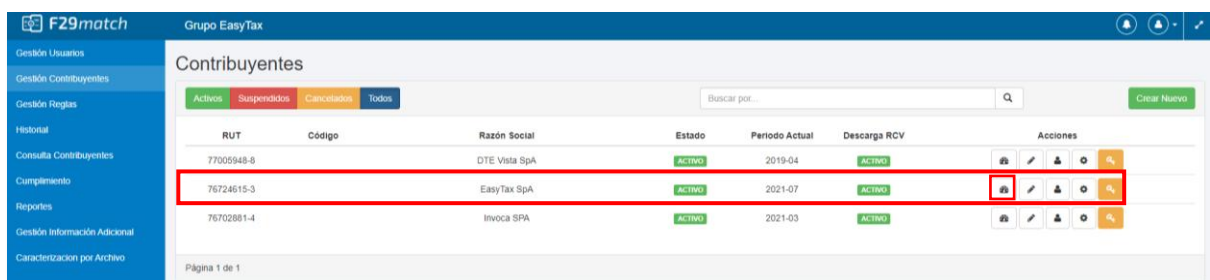 F29match Grupo EasyTax
Gestión Usuarios
Gestión Contribuyentes
Gestión Reglas
Historial
Consulta Contribuyentes
Cumplimiento
Reportes
Gestión Información Adicional
Caracterizacion por Archivo
Contribuyentes
Activos Suspendidos Cancelados Todos Buscar por... Crear Nuevo
RUT Código Razón Social Estado Periodo Actual Descarga RCV Acciones
77005948-8 DTE Vista SpA ACTIVO 2019-04 ACTIVO
76724615-3 EasyTax SpA ACTIVO 2021-07 ACTIVO
76702881-4 Invoca SPA ACTIVO 2021-03 ACTIVO
Página 1 de 1